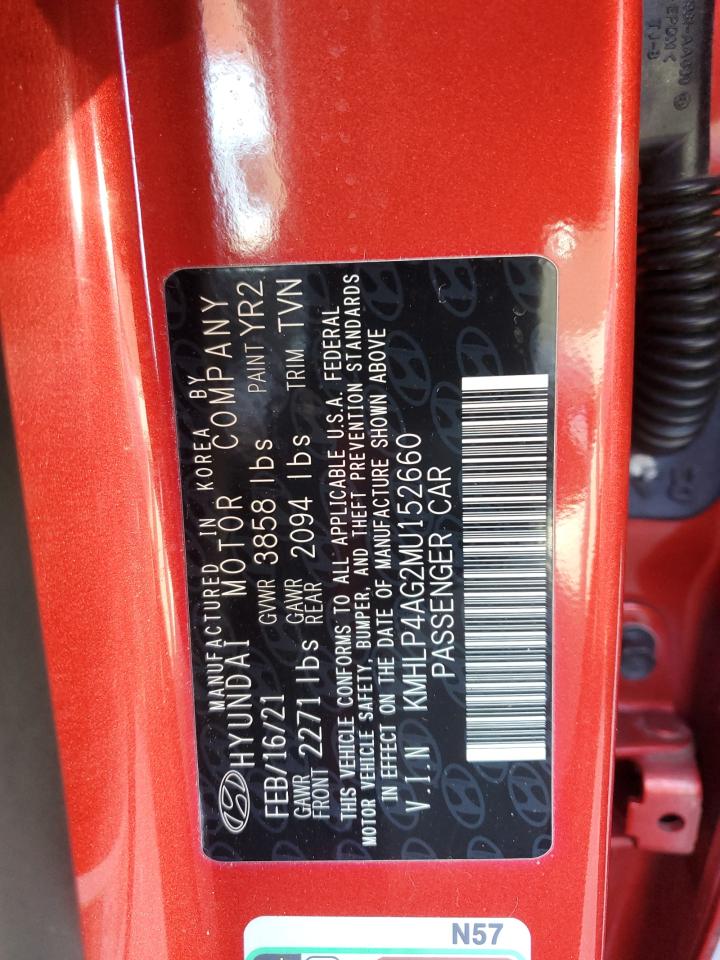 MANUFACTURED IN KOREA BY
HYUNDAI MOTOR COMPANY
FEB/16/21 GVWR 3858 lbs PAINT YR2
GAWR FRONT 2271 lbs GAWR REAR 2094 lbs TRIM TVN
THIS VEHICLE CONFORMS TO ALL APPLICABLE U.S.A. FEDERAL
MOTOR VEHICLE SAFETY, BUMPER, AND THEFT PREVENTION STANDARDS
IN EFFECT ON THE DATE OF MANUFACTURE SHOWN ABOVE
V.I.N KMHLP4AG2MU152660
PASSENGER CAR
N57